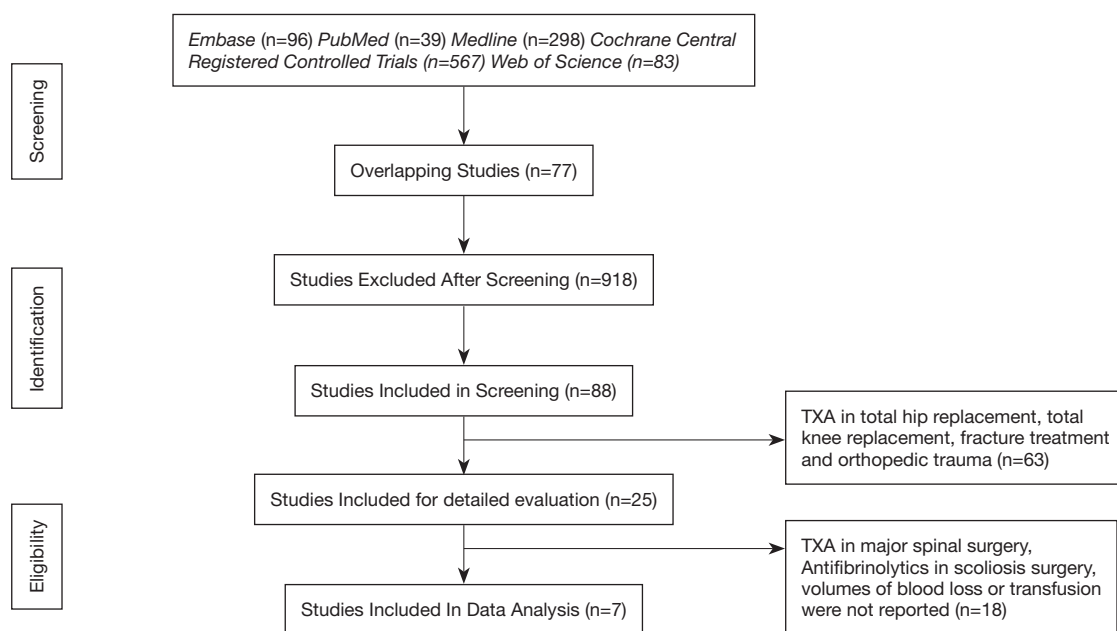 Embase (n=96) PubMed (n=39) Medline (n=298) Cochrane Central
Registered Controlled Trials (n=567) Web of Science (n=83)
Screening
Overlapping Studies (n=77)
Studies Excluded After Screening (n=918)
Identification
Studies Included in Screening (n=88)
TXA in total hip replacement, total
knee replacement, fracture treatment
and orthopedic trauma (n=63)
Studies Included for detailed evaluation (n=25)
Eligibility
TXA in major spinal surgery,
Antifibrinolytics in scoliosis surgery,
volumes of blood loss or transfusion
were not reported (n=18)
Studies Included In Data Analysis (n=7)